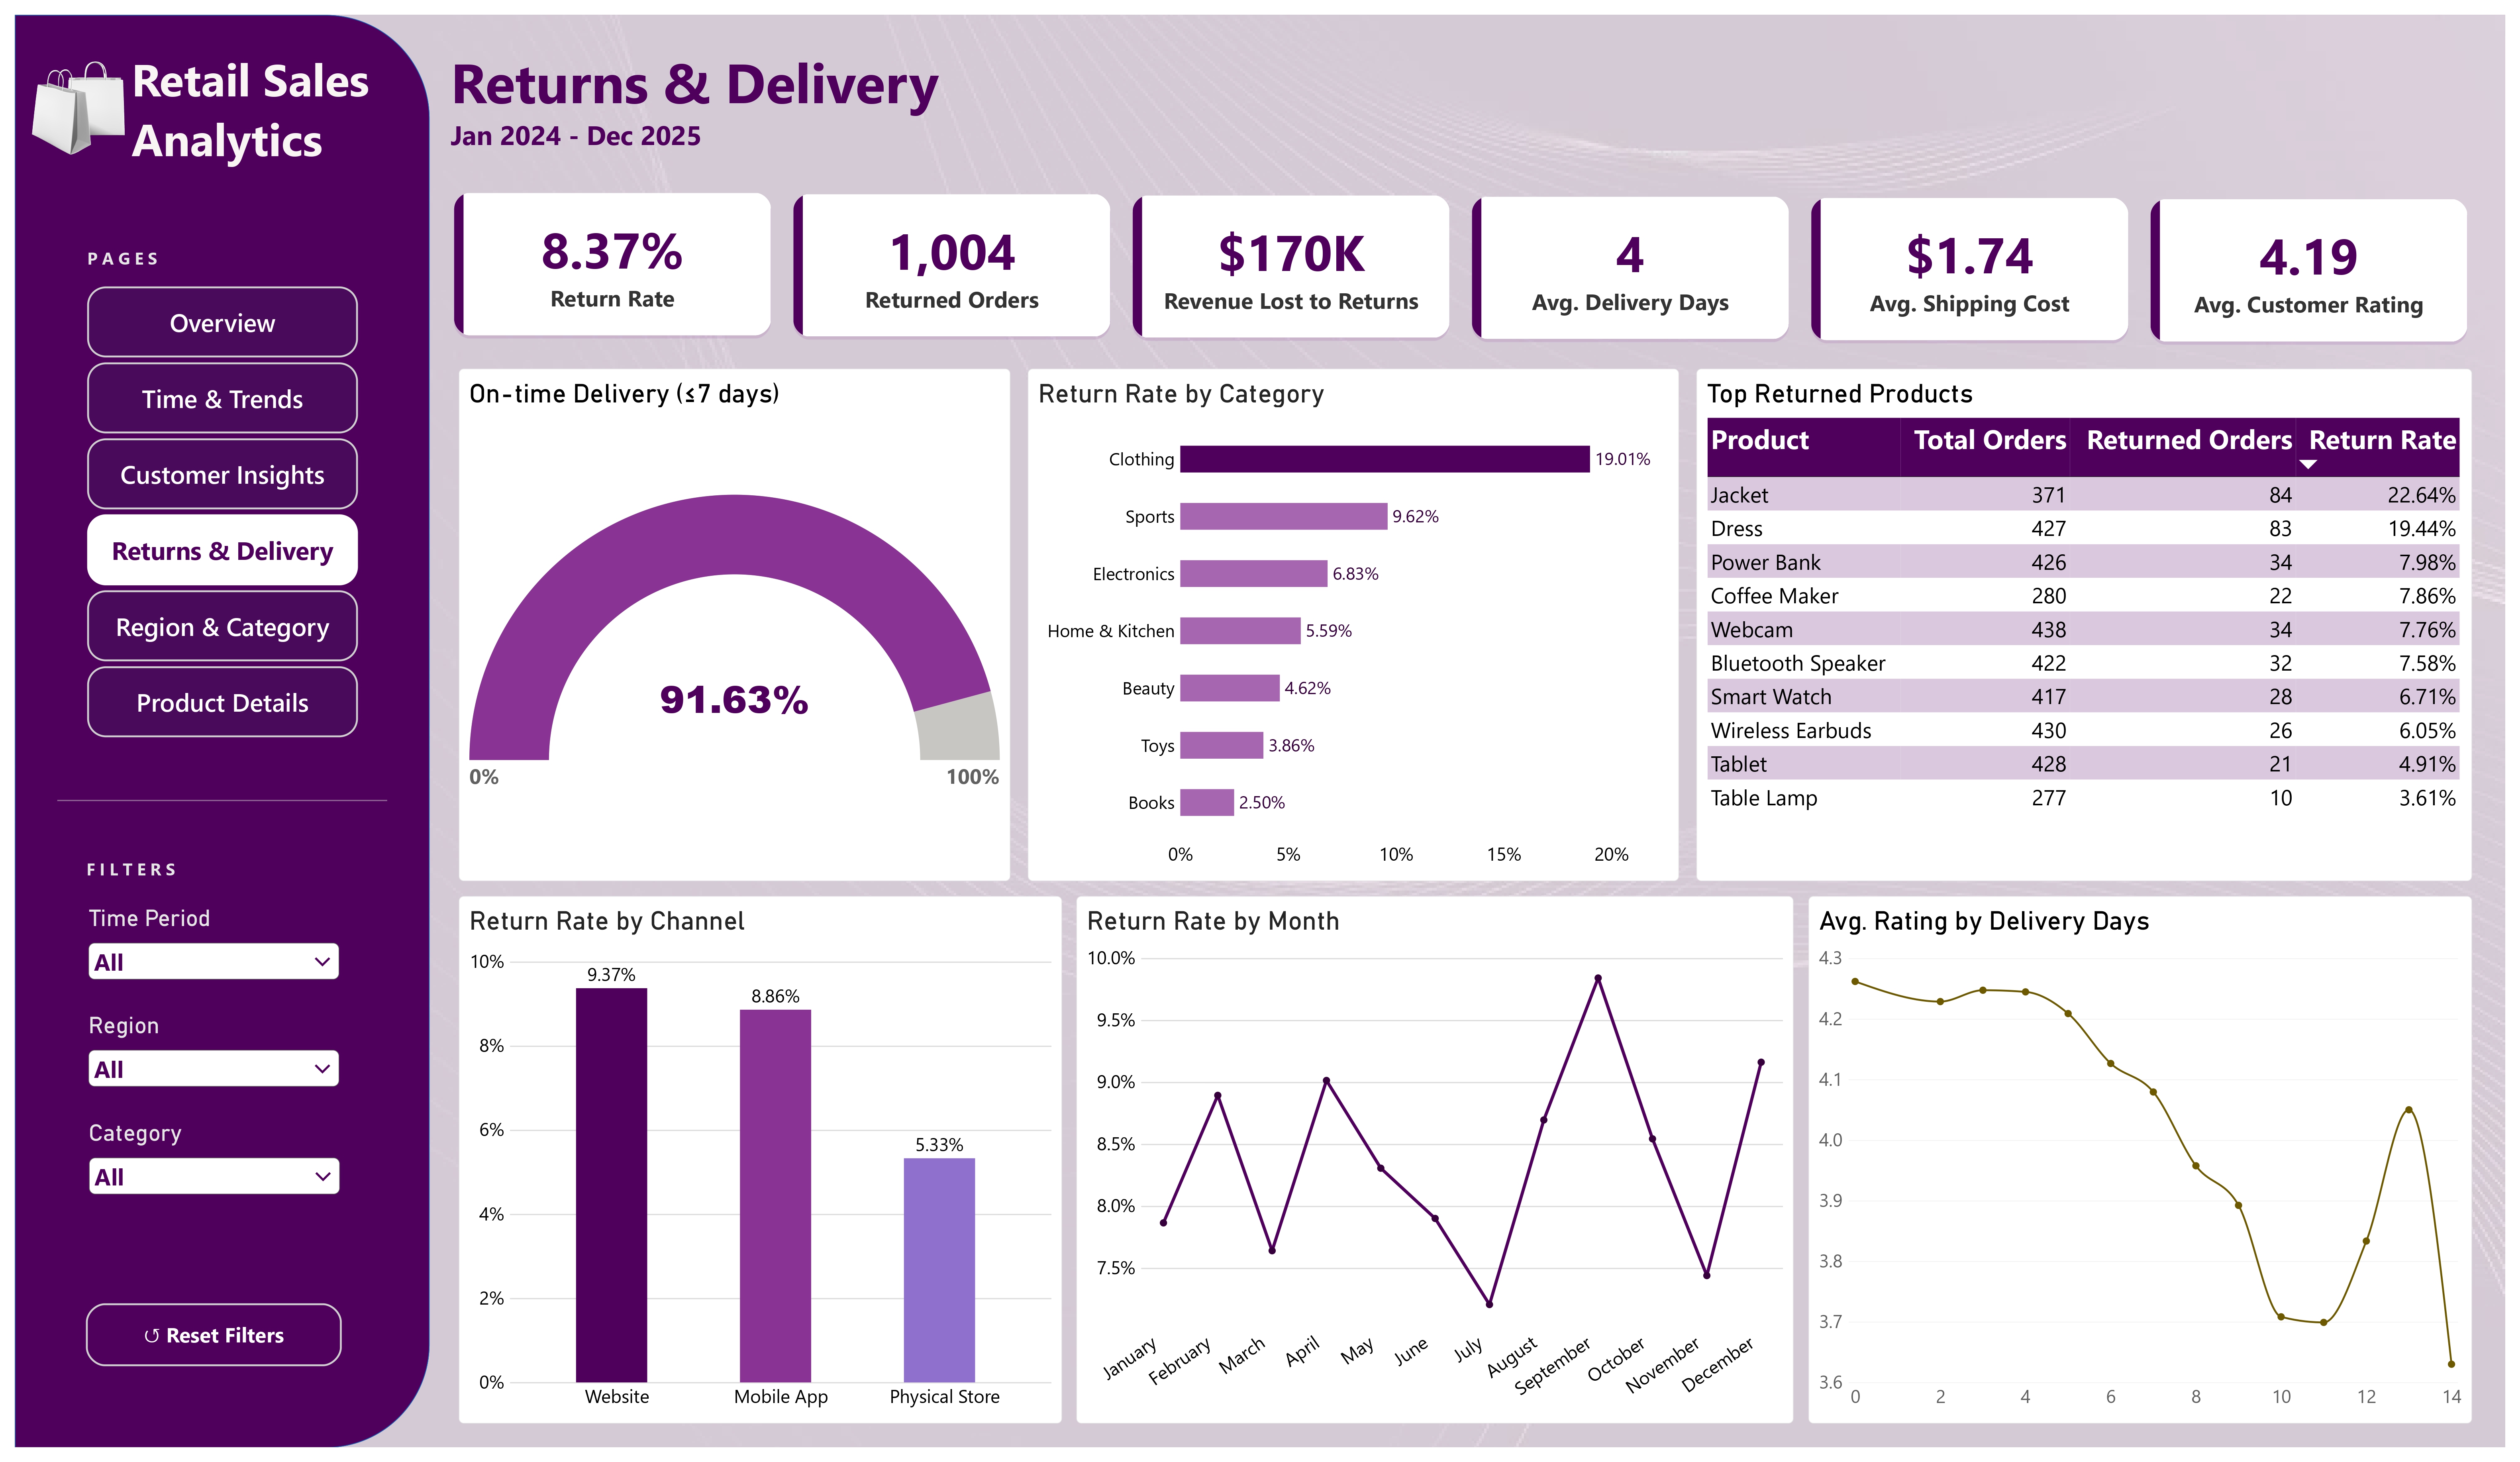 Retail Sales
Analytics
PAGES
Overview
Time & Trends
Customer Insights
Returns & Delivery
Region & Category
Product Details
FILTERS
Time Period
All
Region
All
Category
All
↺ Reset Filters
Returns & Delivery
Jan 2024 - Dec 2025
8.37%
Return Rate
1,004
Returned Orders
$170K
Revenue Lost to Returns
4
Avg. Delivery Days
$1.74
Avg. Shipping Cost
4.19
Avg. Customer Rating
On-time Delivery (≤7 days)
91.63%
0% 100%
Return Rate by Category
Clothing 19.01%
Sports 9.62%
Electronics 6.83%
Home & Kitchen 5.59%
Beauty 4.62%
Toys 3.86%
Books 2.50%
0% 5% 10% 15% 20%
Top Returned Products
Product Total Orders Returned Orders Return Rate
Jacket 371 84 22.64%
Dress 427 83 19.44%
Power Bank 426 34 7.98%
Coffee Maker 280 22 7.86%
Webcam 438 34 7.76%
Bluetooth Speaker 422 32 7.58%
Smart Watch 417 28 6.71%
Wireless Earbuds 430 26 6.05%
Tablet 428 21 4.91%
Table Lamp 277 10 3.61%
Return Rate by Channel
10%
8%
6%
4%
2%
0%
9.37%
8.86%
5.33%
Website Mobile App Physical Store
Return Rate by Month
10.0%
9.5%
9.0%
8.5%
8.0%
7.5%
January February March April May June July August September October November December
Avg. Rating by Delivery Days
4.3
4.2
4.1
4.0
3.9
3.8
3.7
3.6
0 2 4 6 8 10 12 14